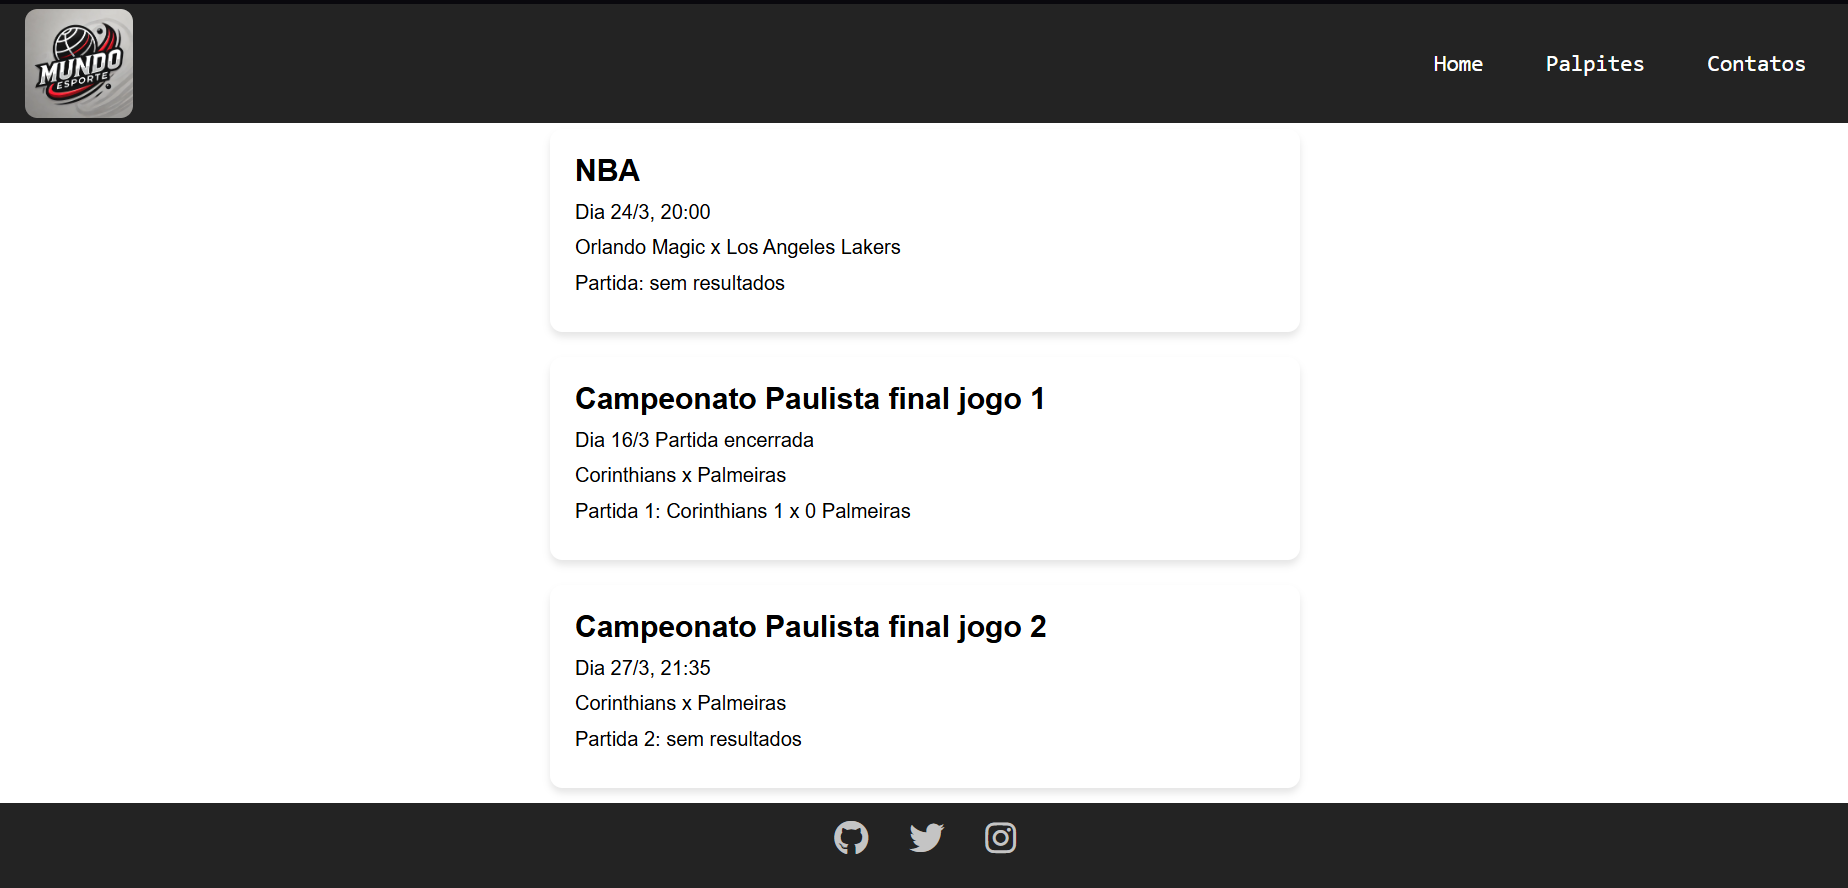 MUNDO
ESPORTE
Home Palpites Contatos
NBA
Dia 24/3, 20:00
Orlando Magic x Los Angeles Lakers
Partida: sem resultados
Campeonato Paulista final jogo 1
Dia 16/3 Partida encerrada
Corinthians x Palmeiras
Partida 1: Corinthians 1 x 0 Palmeiras
Campeonato Paulista final jogo 2
Dia 27/3, 21:35
Corinthians x Palmeiras
Partida 2: sem resultados